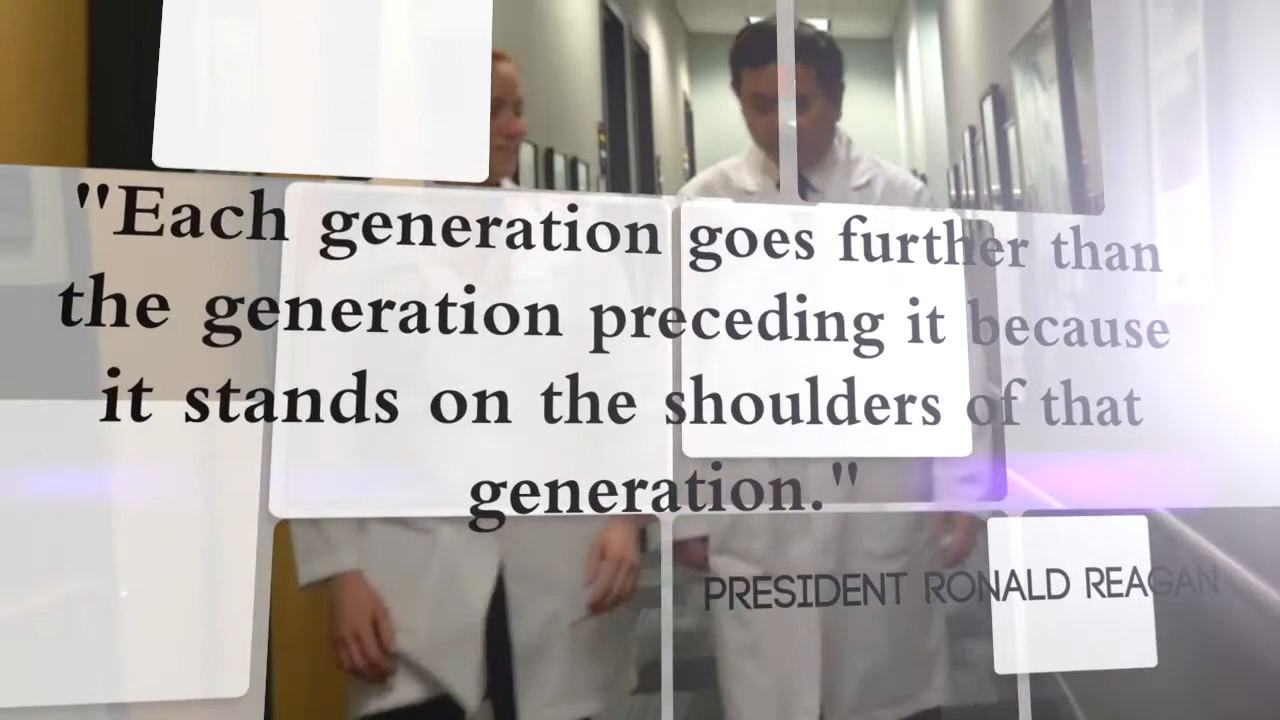 "Each generation goes further than
the generation preceding it because
it stands on the shoulders of that
generation."
PRESIDENT RONALD REAGAN